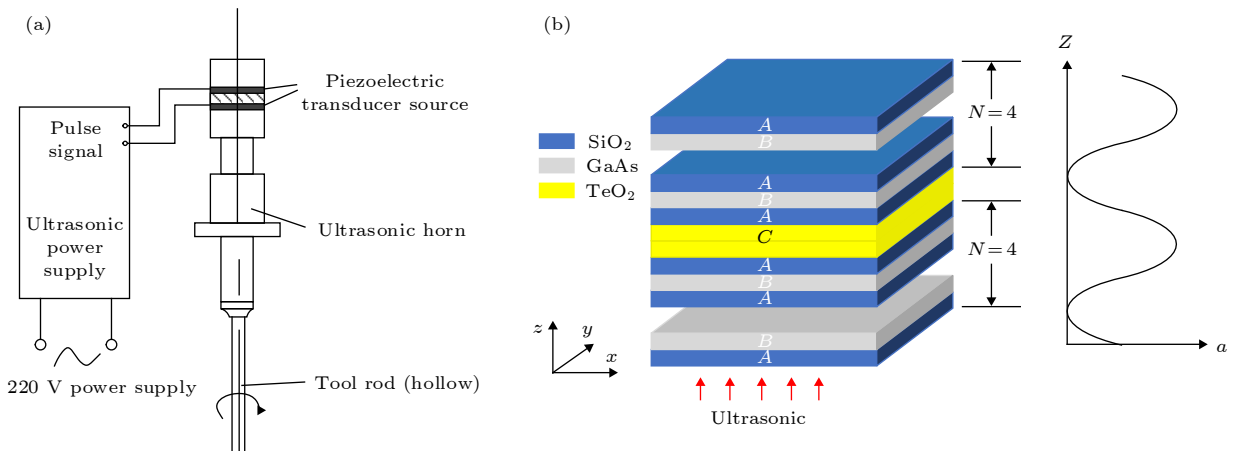 (a)
Piezoelectric
transducer source
Pulse
signal
Ultrasonic
power
supply
Ultrasonic horn
220 V power supply
Tool rod (hollow)
(b)
SiO₂
GaAs
TeO₂
A
B
A
B
A
C
A
B
A
B
A
N=4
N=4
z
y
x
Ultrasonic
Z
a